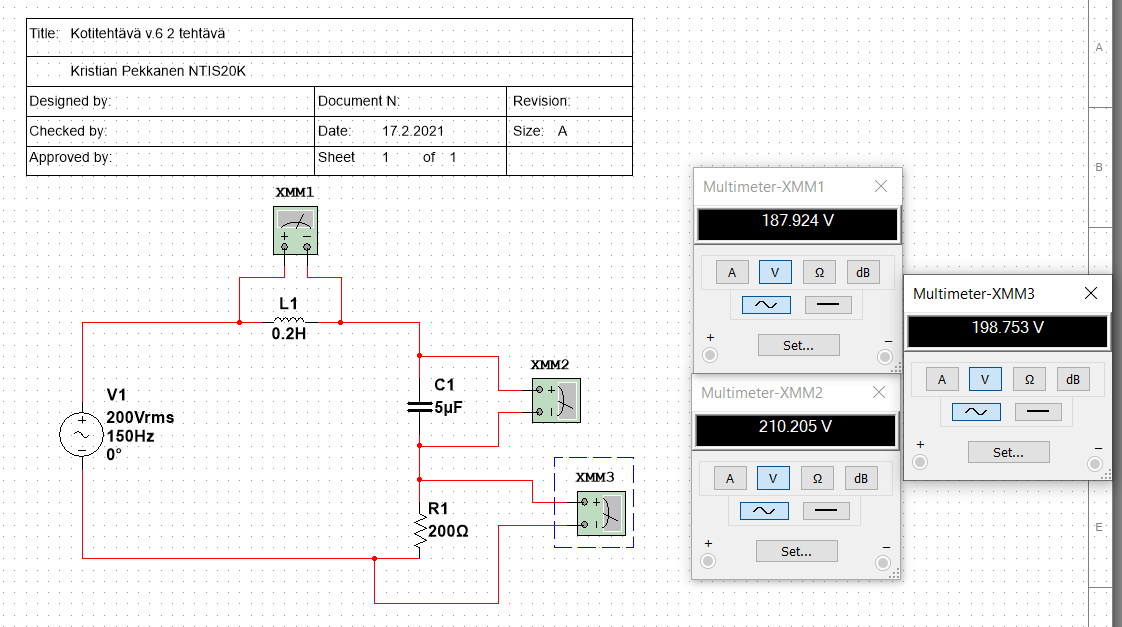 Title: Kotitehtävä v.6 2 tehtävä
Kristian Pekkanen NTIS20K
Designed by: Document N: Revision:
Checked by: Date: 17.2.2021 Size: A
Approved by: Sheet 1 of 1
XMM1
+ −
L1
0.2H
V1
200Vrms
150Hz
0°
+
−
XMM2
+
C1
5µF
XMM3
+
R1
200Ω
Multimeter-XMM1
187.924 V
A V Ω dB
Set...
+ −
Multimeter-XMM2
210.205 V
A V Ω dB
Set...
+ −
Multimeter-XMM3
198.753 V
A V Ω dB
Set...
+ −
A
B
E